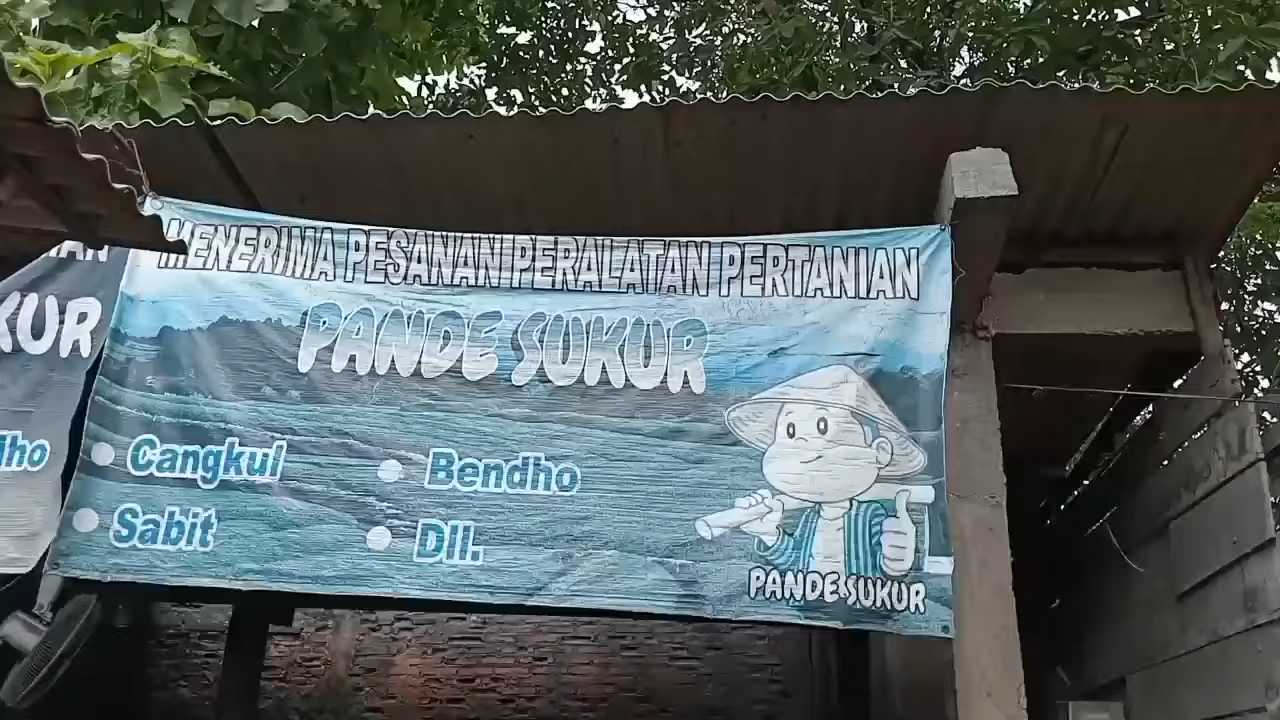 MENERIMA PESANAN PERALATAN PERTANIAN
PANDE SUKUR
Cangkul
Bendho
Sabit
Dll.
PANDE SUKUR